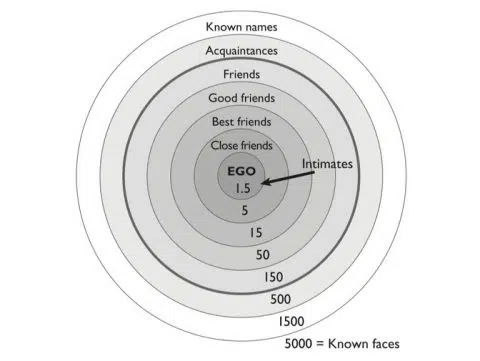 Known names
Acquaintances
Friends
Good friends
Best friends
Close friends
Intimates
EGO
1.5
5
15
50
150
500
1500
5000 = Known faces